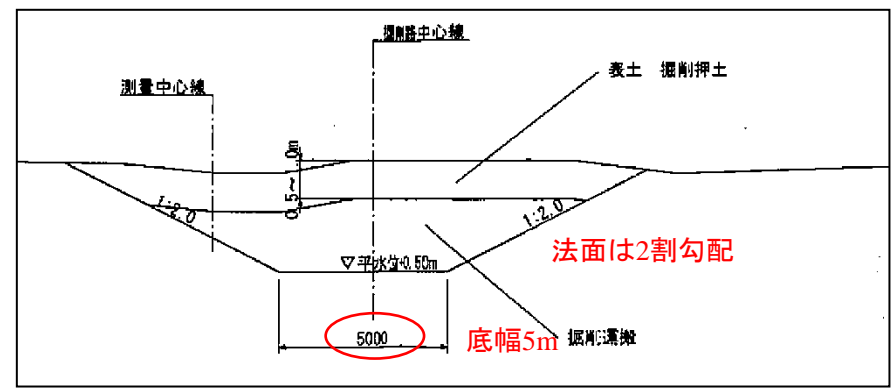 掘削路中心線
測量中心線
表土 掘削押土
0.5~1.0m
1:2.0
1:2.0
法面は2割勾配
▽平水位+0.50m
5000
底幅5m
掘削運搬